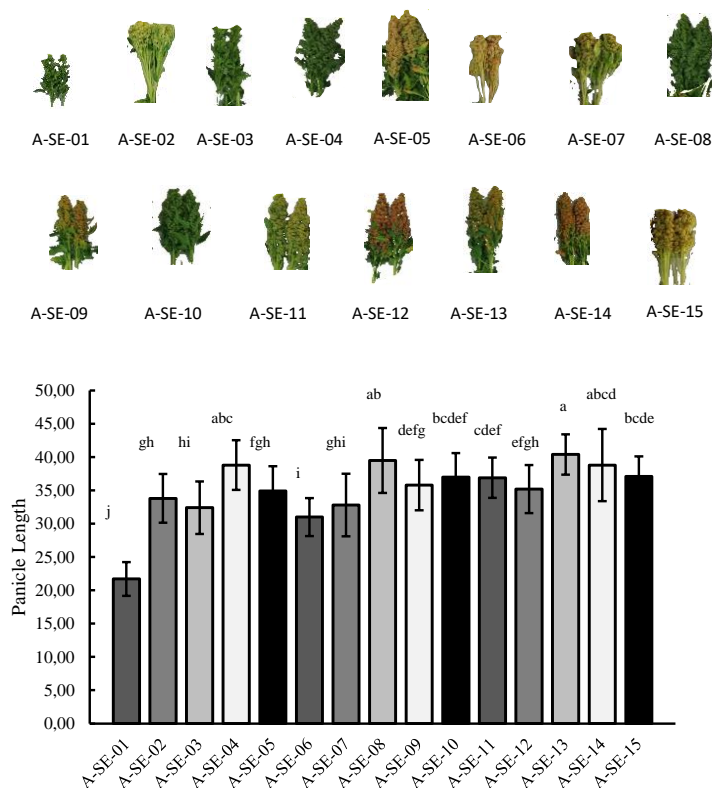 A-SE-01 A-SE-02 A-SE-03 A-SE-04 A-SE-05 A-SE-06 A-SE-07 A-SE-08
A-SE-09 A-SE-10 A-SE-11 A-SE-12 A-SE-13 A-SE-14 A-SE-15
Panicle Length
50,00
45,00
40,00
35,00
30,00
25,00
20,00
15,00
10,00
5,00
0,00
j
gh
hi
abc
fgh
i
ghi
ab
defg
bcdef
cdef
efgh
a
abcd
bcde
A-SE-01
A-SE-02
A-SE-03
A-SE-04
A-SE-05
A-SE-06
A-SE-07
A-SE-08
A-SE-09
A-SE-10
A-SE-11
A-SE-12
A-SE-13
A-SE-14
A-SE-15